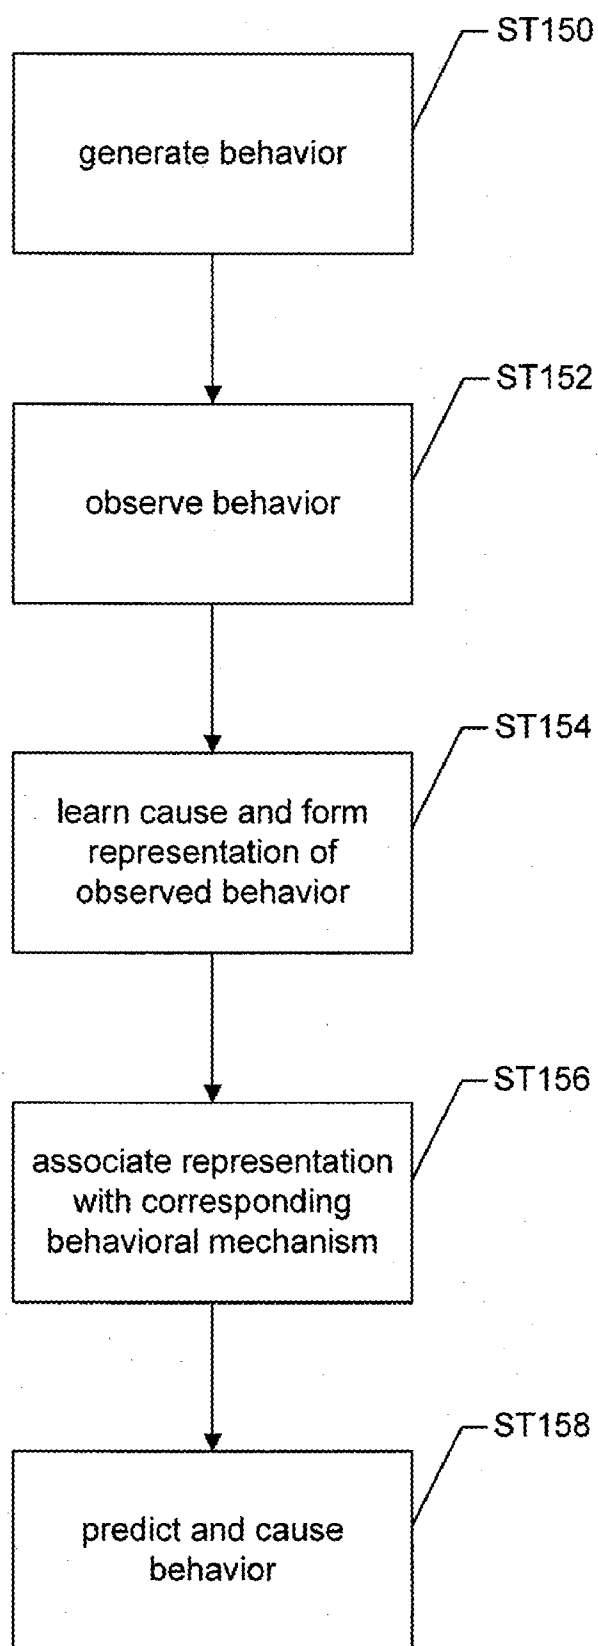 ST150
generate behavior
ST152
observe behavior
ST154
learn cause and form
representation of
observed behavior
ST156
associate representation
with corresponding
behavioral mechanism
ST158
predict and cause
behavior